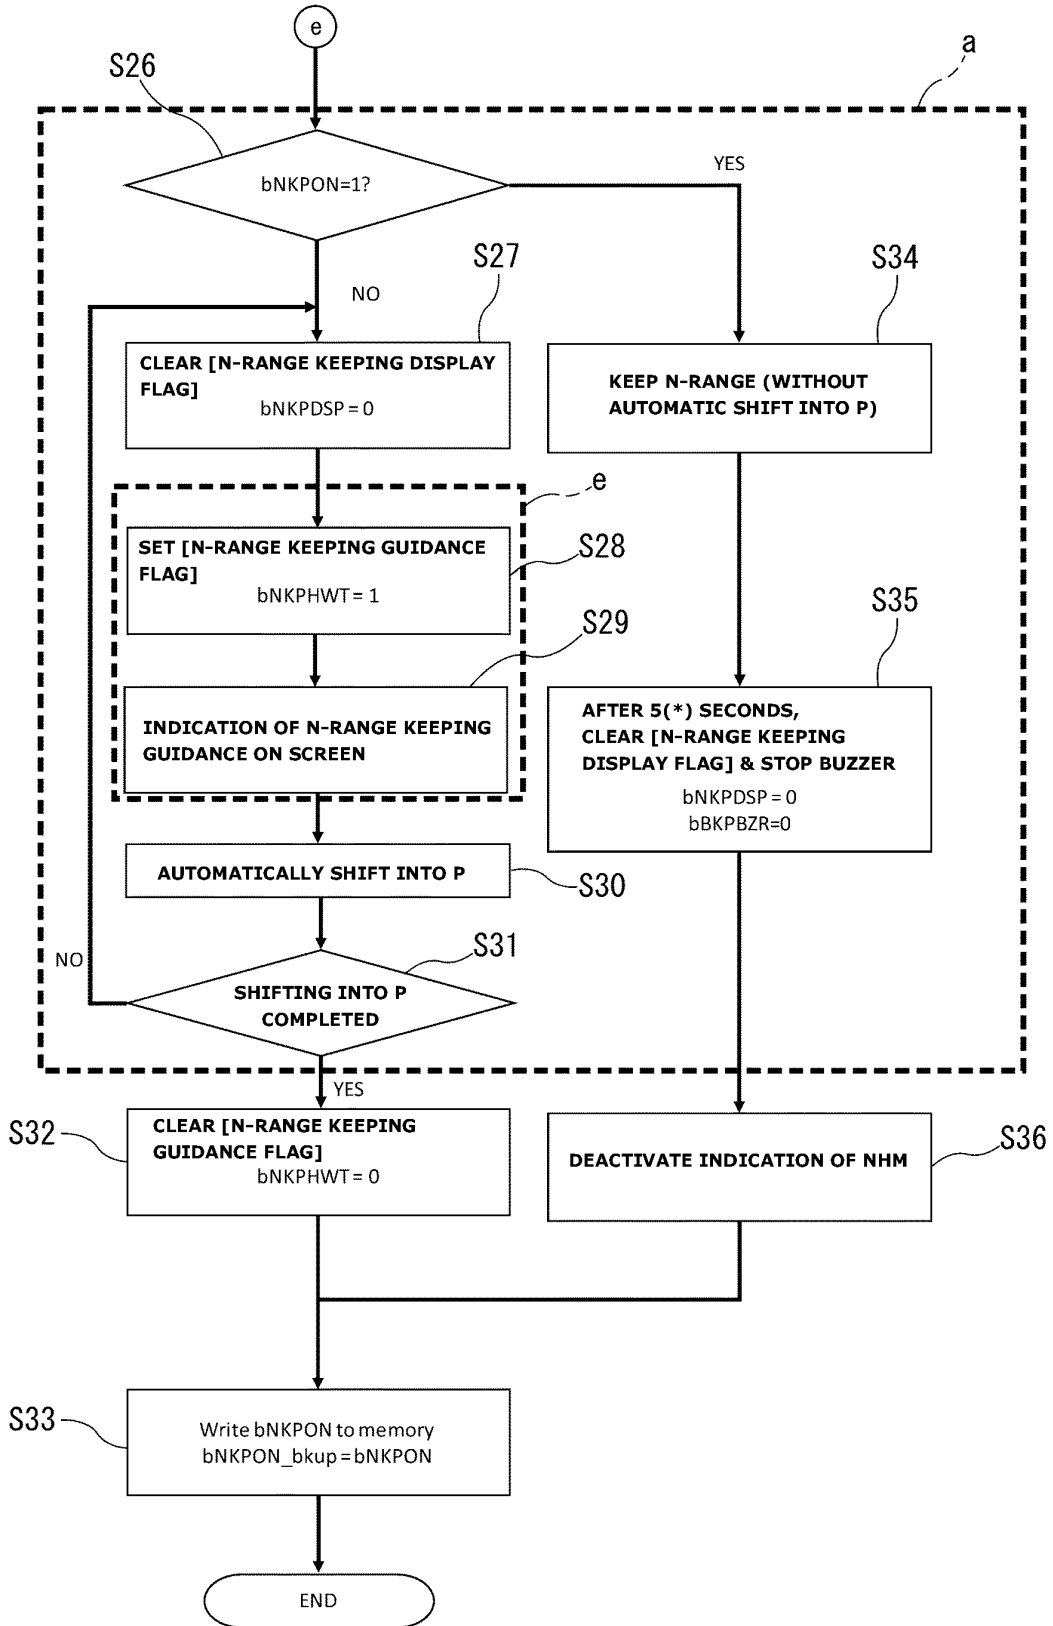 e
a
S26
bNKPON=1?
YES
NO
S27
CLEAR [N-RANGE KEEPING DISPLAY
FLAG]
bNKPDSP = 0
S34
KEEP N-RANGE (WITHOUT
AUTOMATIC SHIFT INTO P)
e
SET [N-RANGE KEEPING GUIDANCE
FLAG]
bNKPHWT = 1
S28
S29
INDICATION OF N-RANGE KEEPING
GUIDANCE ON SCREEN
S35
AFTER 5(*) SECONDS,
CLEAR [N-RANGE KEEPING
DISPLAY FLAG] & STOP BUZZER
bNKPDSP = 0
bBKPBZR=0
AUTOMATICALLY SHIFT INTO P
S30
S31
NO
SHIFTING INTO P
COMPLETED
YES
S32
CLEAR [N-RANGE KEEPING
GUIDANCE FLAG]
bNKPHWT = 0
DEACTIVATE INDICATION OF NHM
S36
S33
Write bNKPON to memory
bNKPON_bkup = bNKPON
END